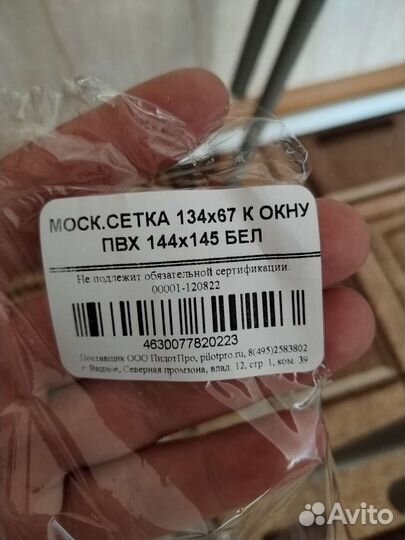 МОСК.СЕТКА 134х67 К ОКНУ
ПВХ 144х145 БЕЛ
Не подлежит обязательной сертификации.
00001-120822
4630077820223
Поставщик ООО ПилотПро, pilotpro.ru, 8(495)2583802
г. Видное, Северная промзона, влад. 12, стр. 1, ком. 39
Avito